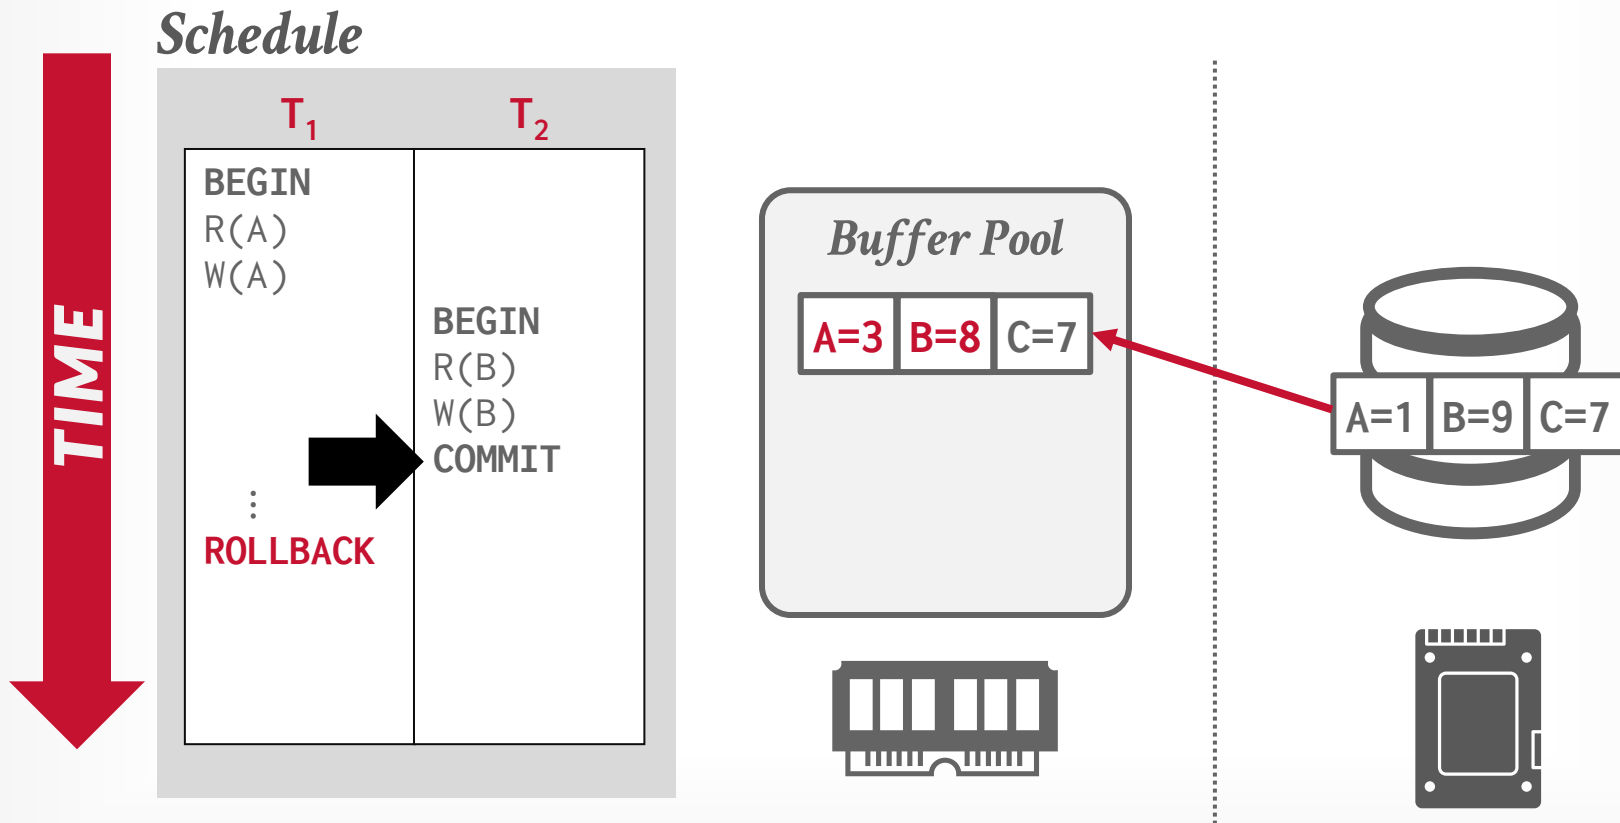 Schedule
TIME
T1
T2
BEGIN
R(A)
W(A)
BEGIN
R(B)
W(B)
COMMIT
⋮
ROLLBACK
Buffer Pool
A=3 B=8 C=7
A=1 B=9 C=7